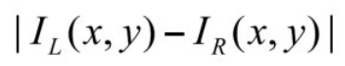 | I_L(x, y) − I_R(x, y) |